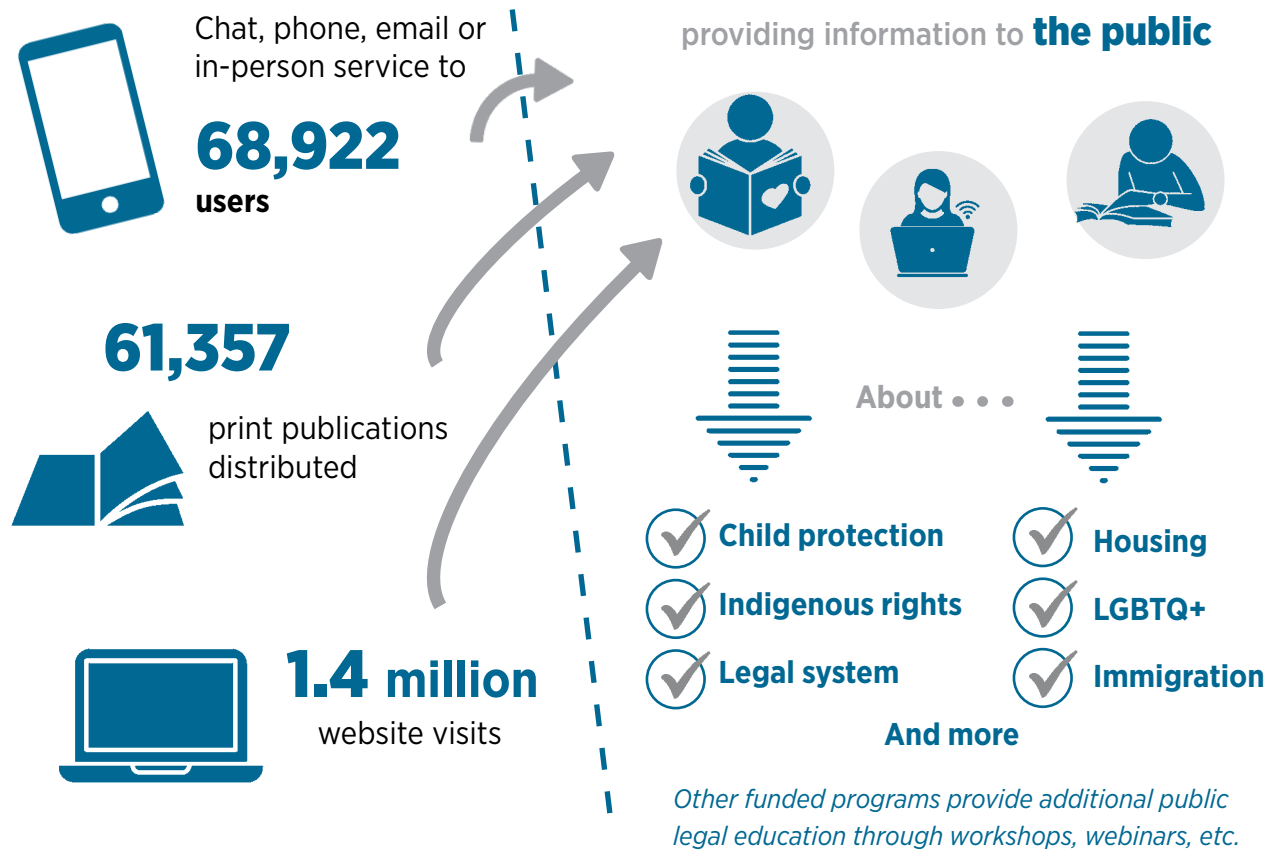 Chat, phone, email or
in-person service to
68,922
users
61,357
print publications
distributed
1.4 million
website visits
providing information to the public
About • • •
Child protection
Indigenous rights
Legal system
Housing
LGBTQ+
Immigration
And more
Other funded programs provide additional public
legal education through workshops, webinars, etc.